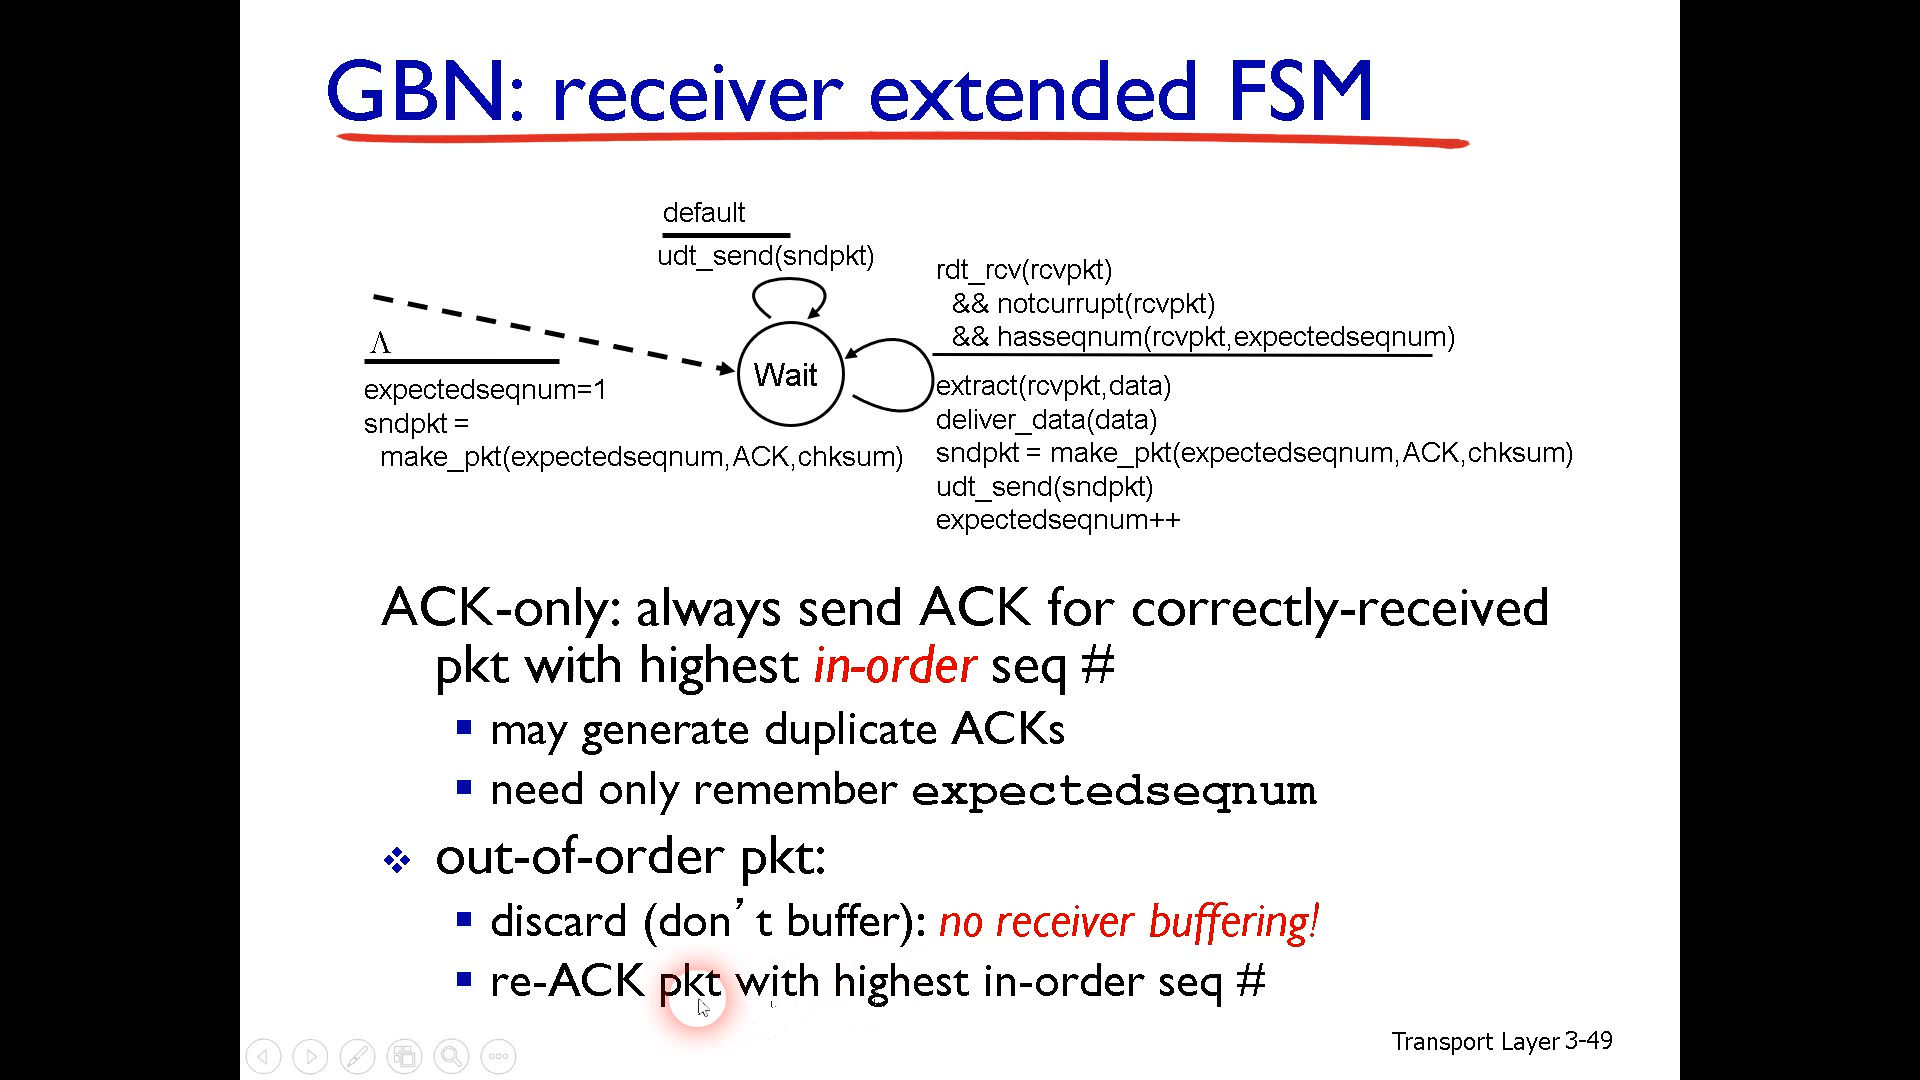 GBN: receiver extended FSM
default
udt_send(sndpkt)
rdt_rcv(rcvpkt)
&& notcurrupt(rcvpkt)
&& hasseqnum(rcvpkt,expectedseqnum)
Λ
expectedseqnum=1
sndpkt =
make_pkt(expectedseqnum,ACK,chksum)
Wait
extract(rcvpkt,data)
deliver_data(data)
sndpkt = make_pkt(expectedseqnum,ACK,chksum)
udt_send(sndpkt)
expectedseqnum++
ACK-only: always send ACK for correctly-received
pkt with highest in-order seq #
▪ may generate duplicate ACKs
▪ need only remember expectedseqnum
❖ out-of-order pkt:
▪ discard (don’t buffer): no receiver buffering!
▪ re-ACK pkt with highest in-order seq #
Transport Layer 3-49